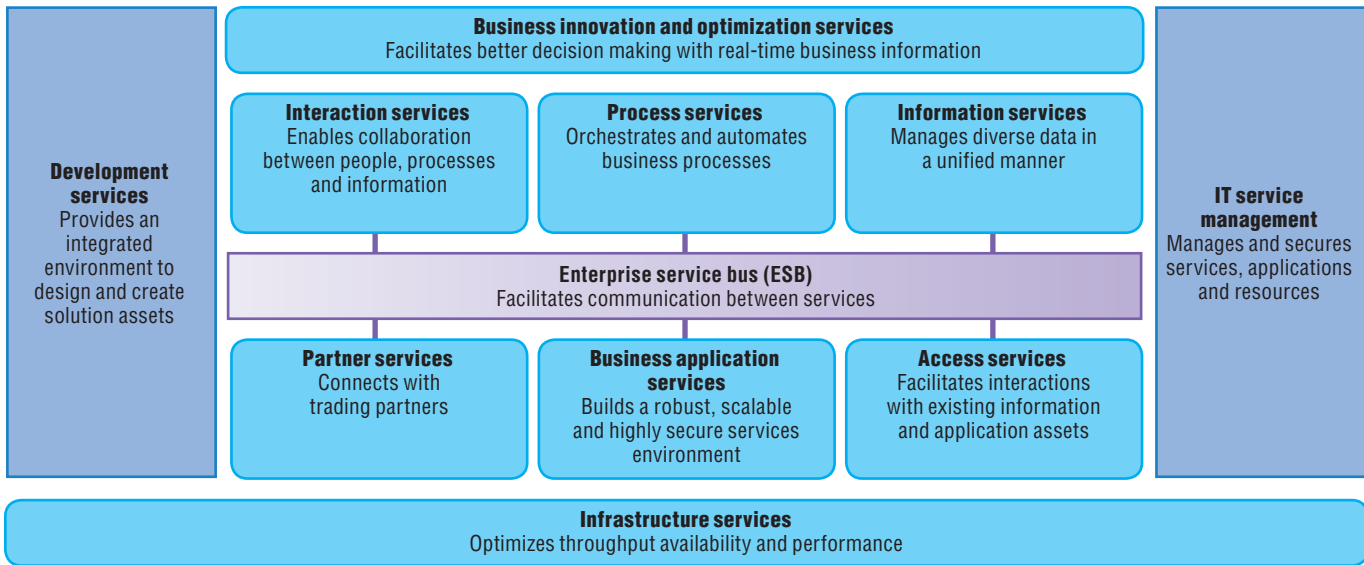 Business innovation and optimization services
Facilitates better decision making with real-time business information
Development
services
Provides an
integrated
environment to
design and create
solution assets
Interaction services
Enables collaboration
between people, processes
and information
Process services
Orchestrates and automates
business processes
Information services
Manages diverse data in
a unified manner
IT service
management
Manages and secures
services, applications
and resources
Enterprise service bus (ESB)
Facilitates communication between services
Partner services
Connects with
trading partners
Business application
services
Builds a robust, scalable
and highly secure services
environment
Access services
Facilitates interactions
with existing information
and application assets
Infrastructure services
Optimizes throughput availability and performance